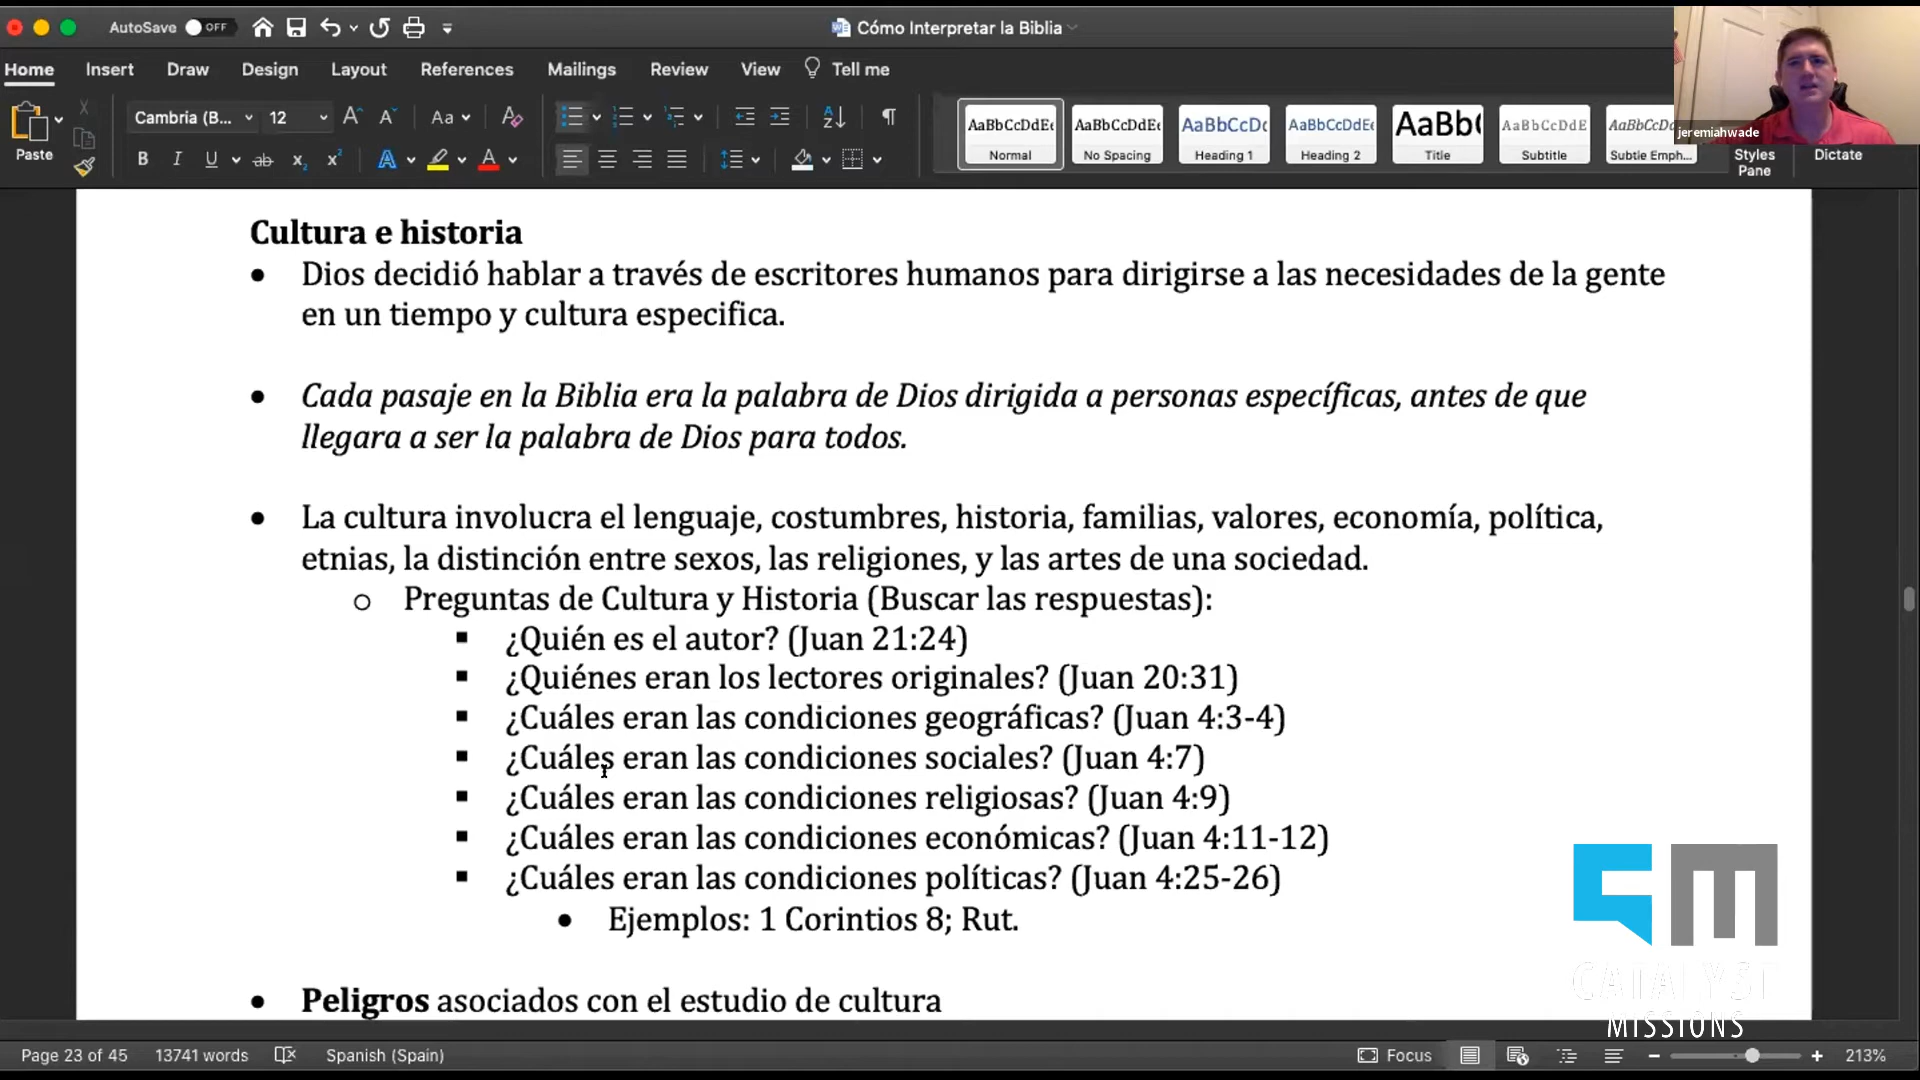 AutoSave OFF
Cómo Interpretar la Biblia
Home Insert Draw Design Layout References Mailings Review View Tell me
jeremiahwade
Paste
Cambria (B... 12 Aa
B I U ab x₂ x² A A
AaBbCcDdEe AaBbCcDdEe AaBbCcDc AaBbCcDdEe AaBb( AaBbCcDdE AaBbCcDc
Normal No Spacing Heading 1 Heading 2 Title Subtitle Subtle Emph...
Styles Pane
Dictate
Cultura e historia
• Dios decidió hablar a través de escritores humanos para dirigirse a las necesidades de la gente
en un tiempo y cultura especifica.
• Cada pasaje en la Biblia era la palabra de Dios dirigida a personas específicas, antes de que
llegara a ser la palabra de Dios para todos.
• La cultura involucra el lenguaje, costumbres, historia, familias, valores, economía, política,
etnias, la distinción entre sexos, las religiones, y las artes de una sociedad.
o Preguntas de Cultura y Historia (Buscar las respuestas):
▪ ¿Quién es el autor? (Juan 21:24)
▪ ¿Quiénes eran los lectores originales? (Juan 20:31)
▪ ¿Cuáles eran las condiciones geográficas? (Juan 4:3-4)
▪ ¿Cuáles eran las condiciones sociales? (Juan 4:7)
▪ ¿Cuáles eran las condiciones religiosas? (Juan 4:9)
▪ ¿Cuáles eran las condiciones económicas? (Juan 4:11-12)
▪ ¿Cuáles eran las condiciones políticas? (Juan 4:25-26)
• Ejemplos: 1 Corintios 8; Rut.
• Peligros asociados con el estudio de cultura
CATALYST
MISSIONS
Page 23 of 45 13741 words Spanish (Spain) Focus 213%